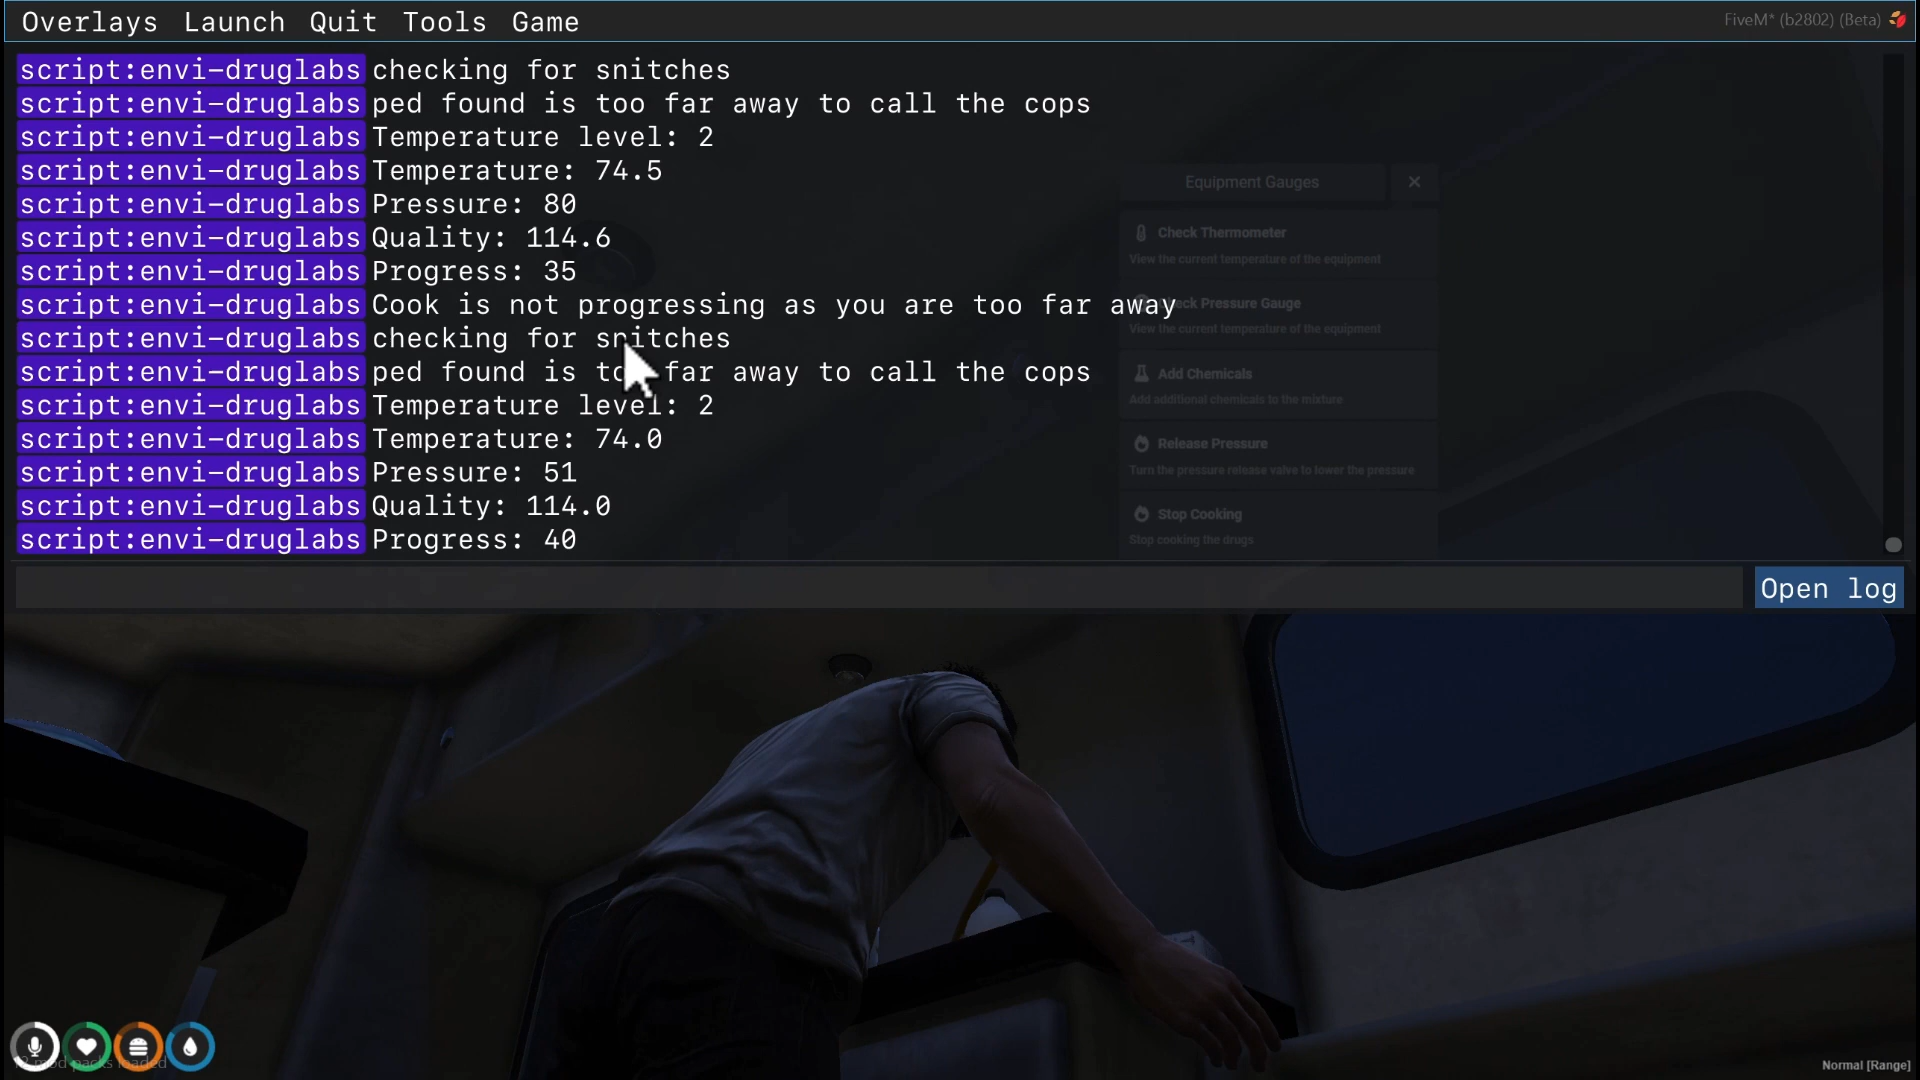 Overlays Launch Quit Tools Game
FiveM* (b2802) (Beta)
script:envi-druglabs checking for snitches
script:envi-druglabs ped found is too far away to call the cops
script:envi-druglabs Temperature level: 2
script:envi-druglabs Temperature: 74.5
script:envi-druglabs Pressure: 80
script:envi-druglabs Quality: 114.6
script:envi-druglabs Progress: 35
script:envi-druglabs Cook is not progressing as you are too far away
script:envi-druglabs checking for snitches
script:envi-druglabs ped found is too far away to call the cops
script:envi-druglabs Temperature level: 2
script:envi-druglabs Temperature: 74.0
script:envi-druglabs Pressure: 51
script:envi-druglabs Quality: 114.0
script:envi-druglabs Progress: 40
Open log
Equipment Gauges
Check Thermometer
View the current temperature of the equipment
Check Pressure Gauge
View the current temperature of the equipment
Add Chemicals
Add additional chemicals to the mixture
Release Pressure
Turn the pressure release valve to lower the pressure
Stop Cooking
Stop cooking the drugs
mod packs loaded
Normal [Range]